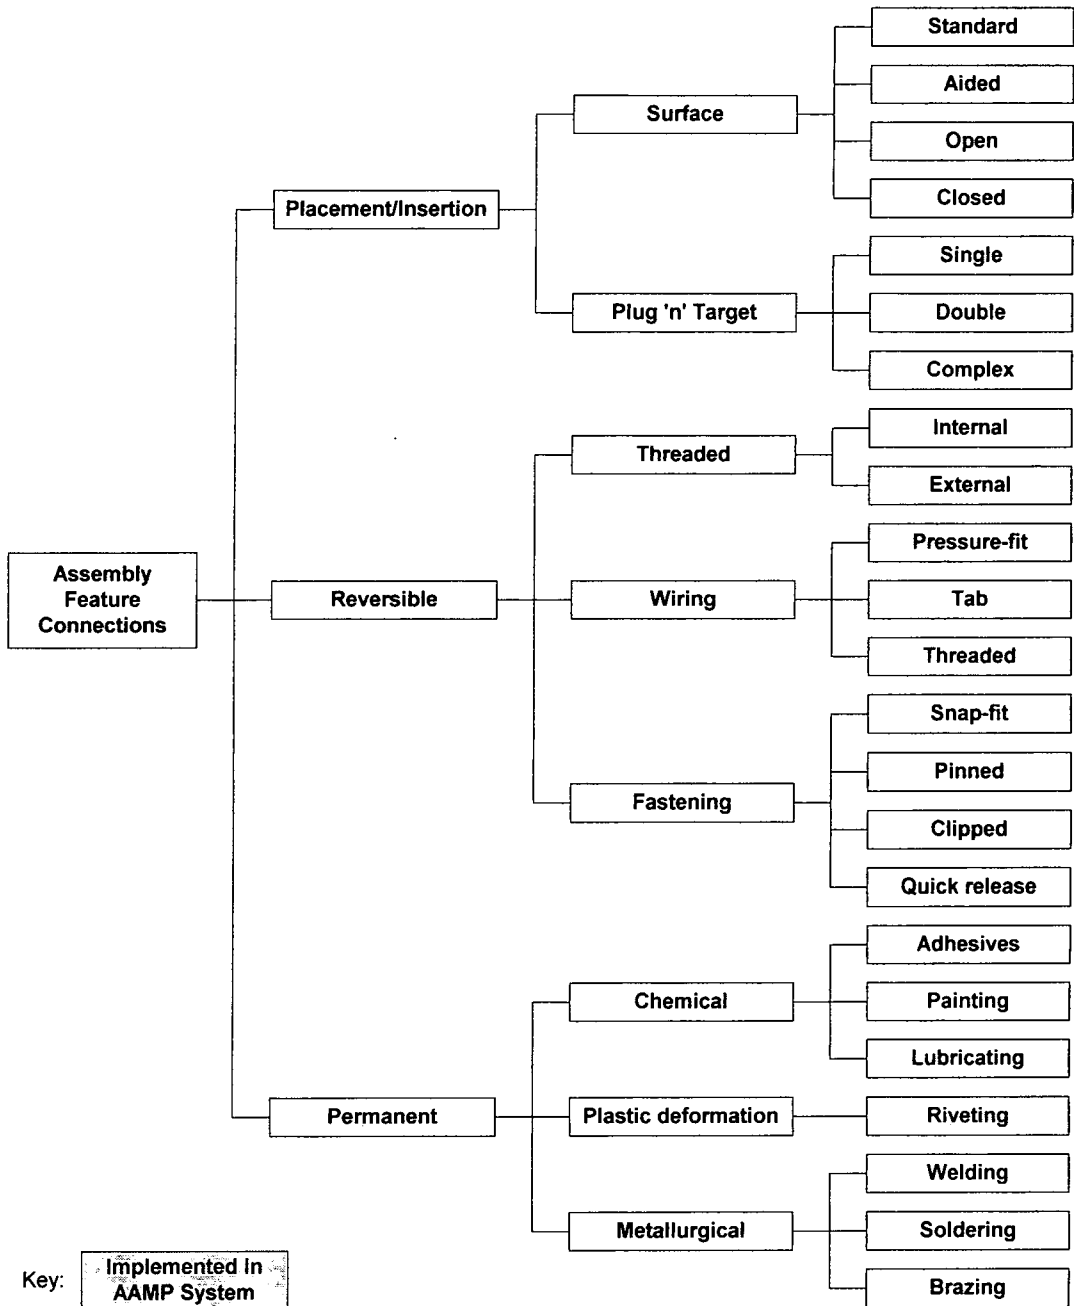 Standard
Aided
Surface
Open
Closed
Placement/Insertion
Single
Plug 'n' Target
Double
Complex
Internal
Threaded
External
Pressure-fit
Assembly
Feature
Connections
Reversible
Wiring
Tab
Threaded
Snap-fit
Pinned
Fastening
Clipped
Quick release
Adhesives
Chemical
Painting
Lubricating
Permanent
Plastic deformation
Riveting
Welding
Metallurgical
Soldering
Brazing
Key:
Implemented in
AAMP System